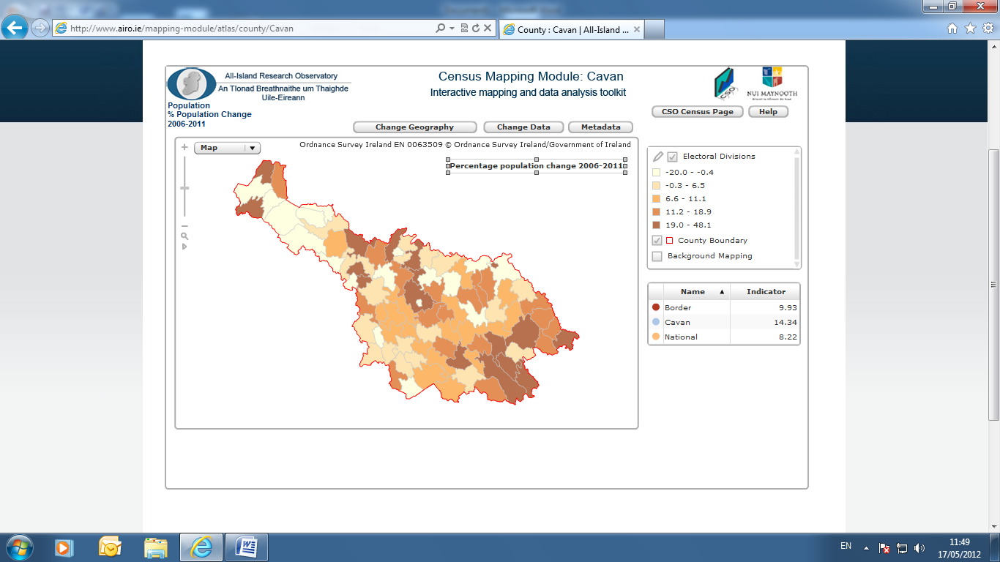 http://www.airo.ie/mapping-module/atlas/county/Cavan
County : Cavan | All-Island ...
All-Island Research Observatory
An Tíonad Breathnaithe um Thaighde
Uile-Eireann
Census Mapping Module: Cavan
Interactive mapping and data analysis toolkit
NUI MAYNOOTH
Population
% Population Change
2006-2011
CSO Census Page
Help
Change Geography
Change Data
Metadata
Map
Ordnance Survey Ireland EN 0063509 © Ordnance Survey Ireland/Government of Ireland
Percentage population change 2006-2011
Electoral Divisions
-20.0 - -0.4
-0.3 - 6.5
6.6 - 11.1
11.2 - 18.9
19.0 - 48.1
County Boundary
Background Mapping
Name Indicator
Border 9.93
Cavan 14.34
National 8.22
EN
11:49
17/05/2012